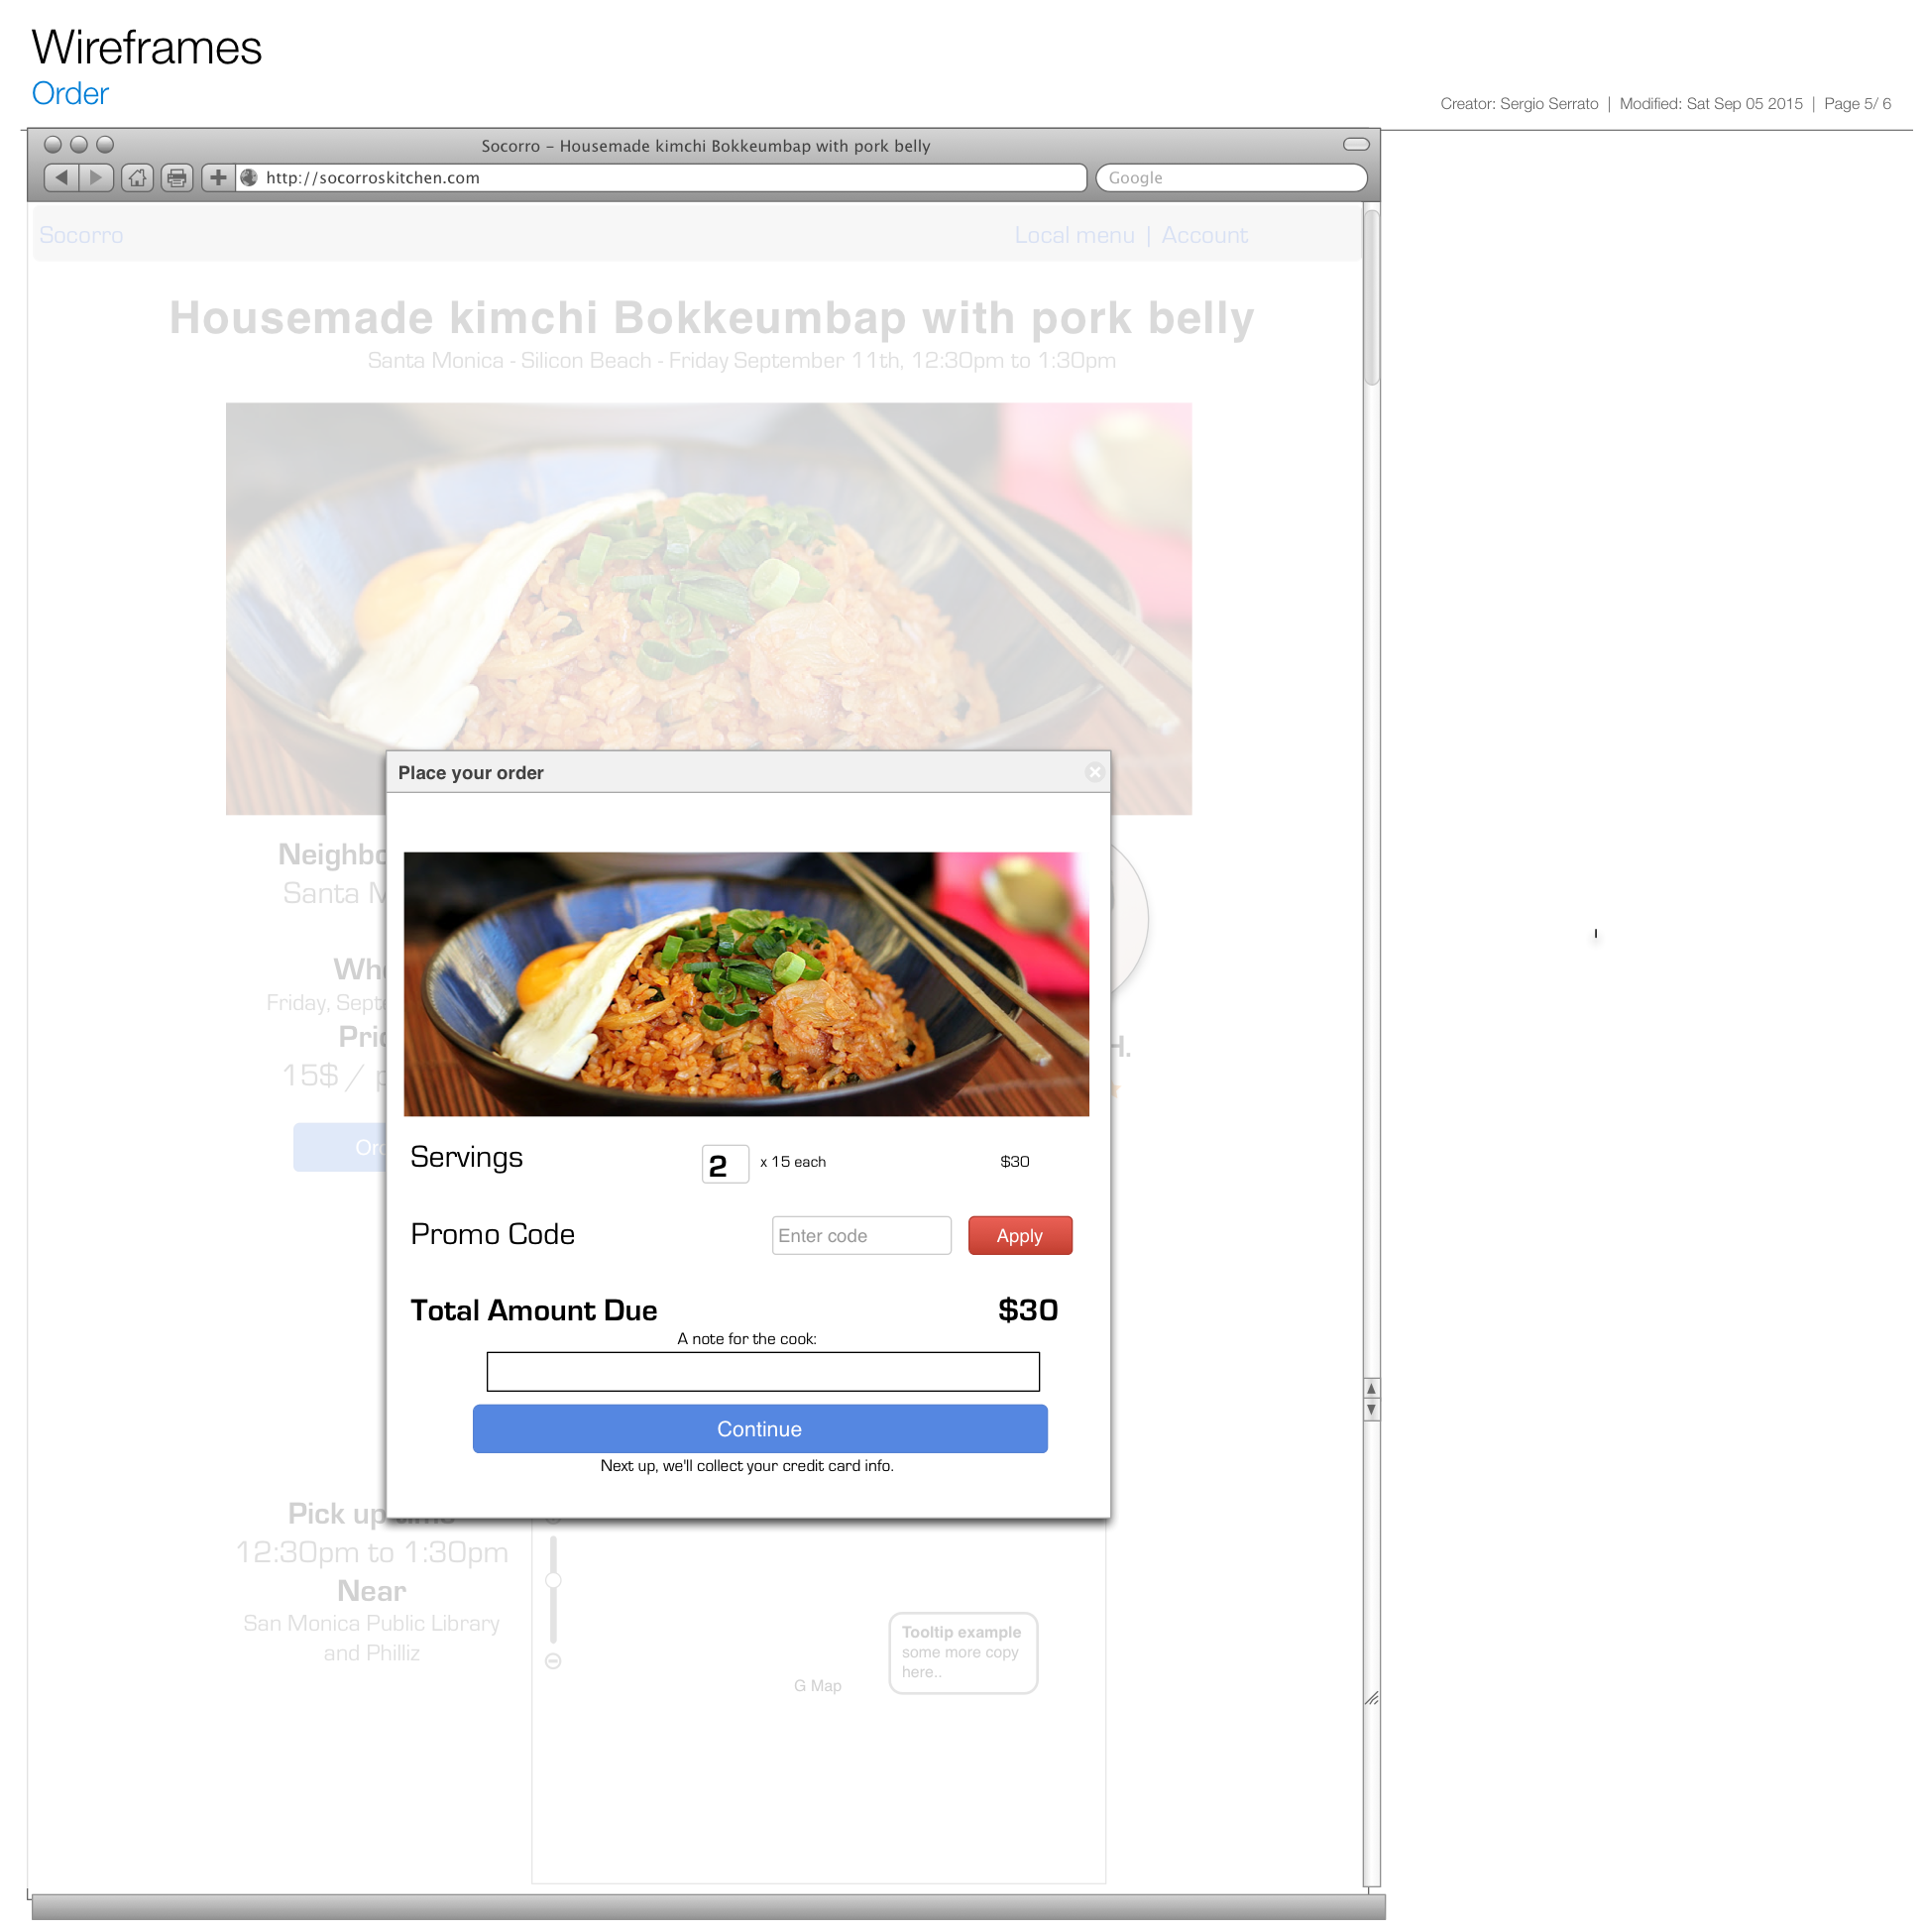 Wireframes
Order
Creator: Sergio Serrato | Modified: Sat Sep 05 2015 | Page 5/ 6
Socorro – Housemade kimchi Bokkeumbap with pork belly
http://socorroskitchen.com
Google
Socorro
Local menu | Account
Housemade kimchi Bokkeumbap with pork belly
Santa Monica - Silicon Beach - Friday September 11th, 12:30pm to 1:30pm
Place your order
Santa
Friday,
15$ /
H.
Servings
2 x 15 each $30
Promo Code
Enter code
Apply
Total Amount Due $30
A note for the cook:
Continue
Next up, we'll collect your credit card info.
Pick up time
12:30pm to 1:30pm
Near
San Monica Public Library
and Philliz
Tooltip example
some more copy
here..
G Map